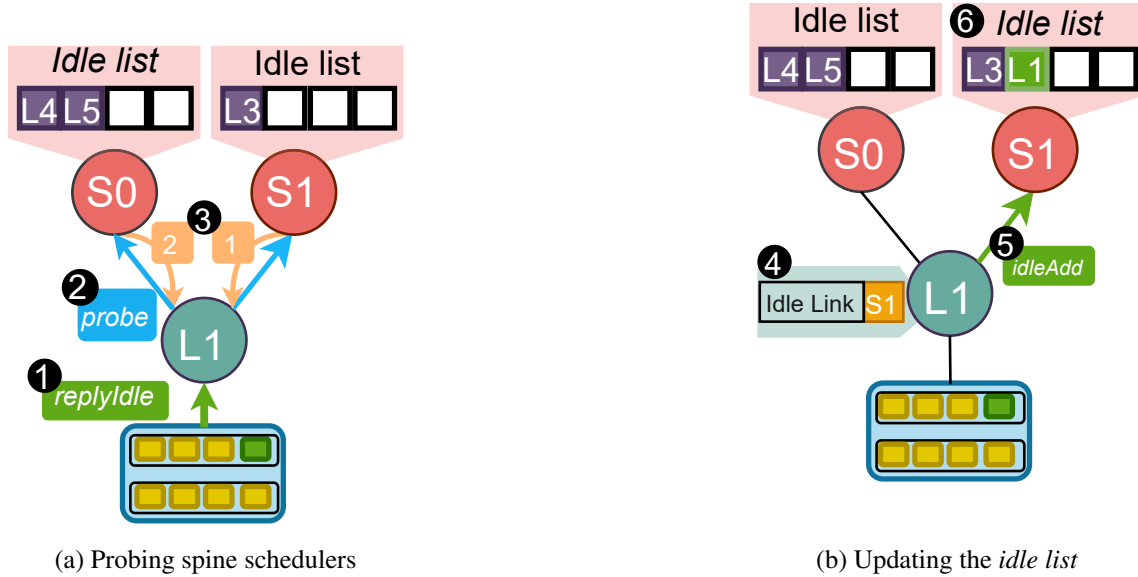 Idle list
Idle list
L4 L5
L3
S0
S1
3
2
1
2
probe
L1
1
replyIdle
(a) Probing spine schedulers
Idle list
6 Idle list
L4 L5
L3 L1
S0
S1
5
idleAdd
4
Idle Link S1
L1
(b) Updating the idle list